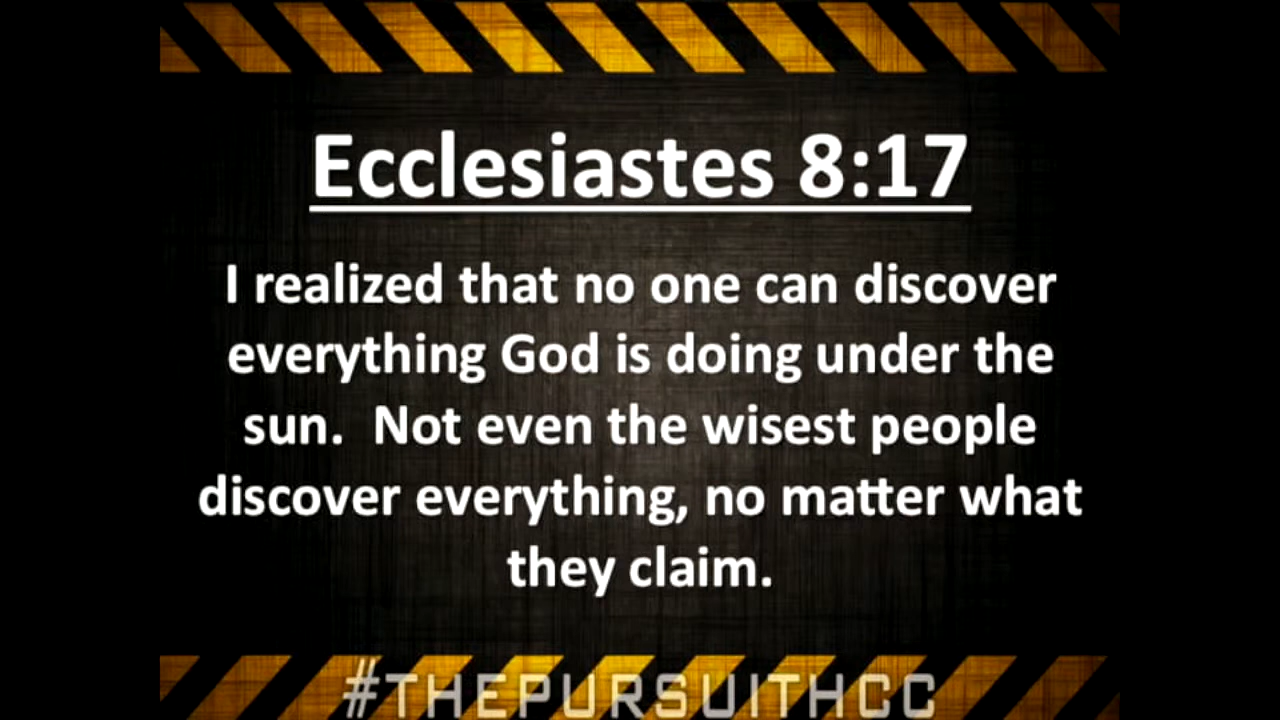 Ecclesiastes 8:17
I realized that no one can discover
everything God is doing under the
sun.  Not even the wisest people
discover everything, no matter what
they claim.
#THEPURSUITHCC